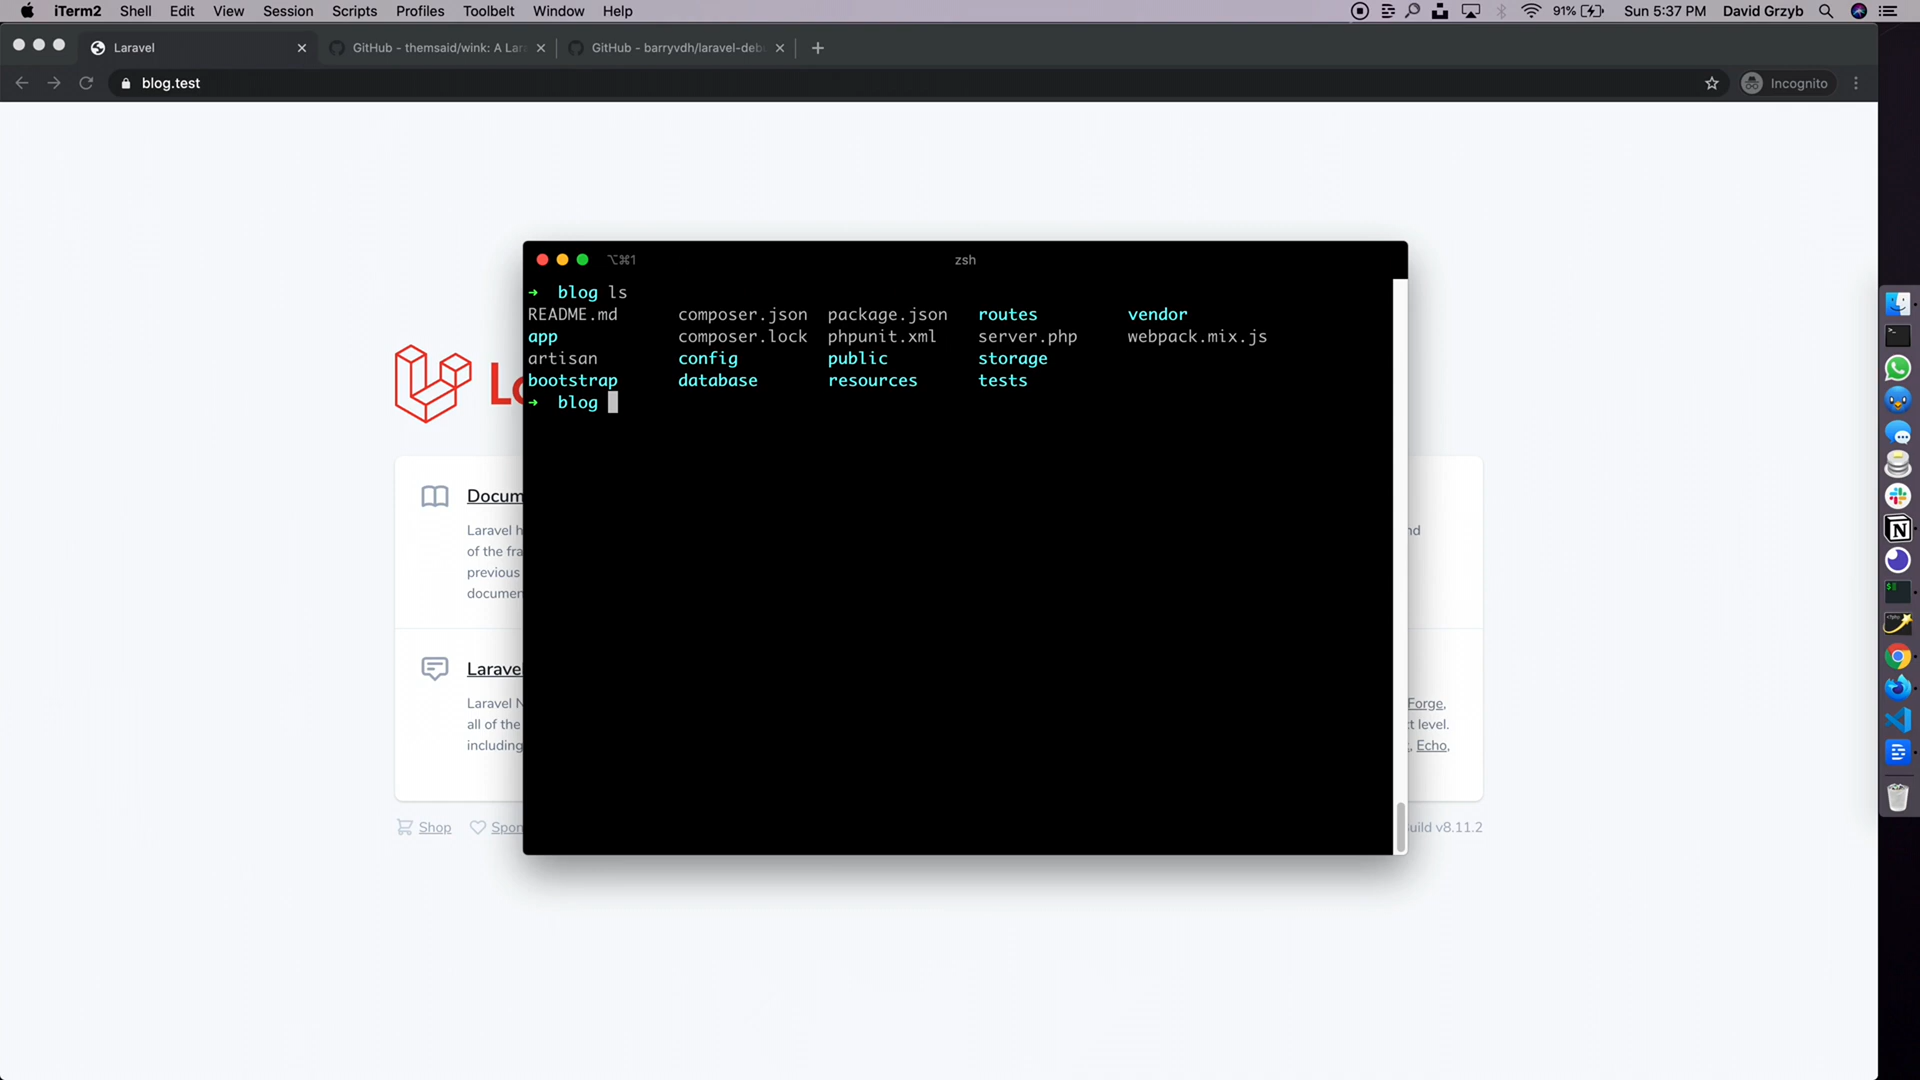 iTerm2 Shell Edit View Session Scripts Profiles Toolbelt Window Help 91% Sun 5:37 PM David Grzyb
Laravel GitHub - themsaid/wink: A Lar GitHub - barryvdh/laravel-deb
blog.test Incognito
⌥⌘1 zsh
➜ blog ls
README.md composer.json package.json routes vendor
app composer.lock phpunit.xml server.php webpack.mix.js
artisan config public storage
bootstrap database resources tests
➜ blog
Docum
Laravel h nd
of the fra
previous
documen
Laravel
Laravel N Forge,
all of the t level.
including Echo,
Shop Spon uild v8.11.2